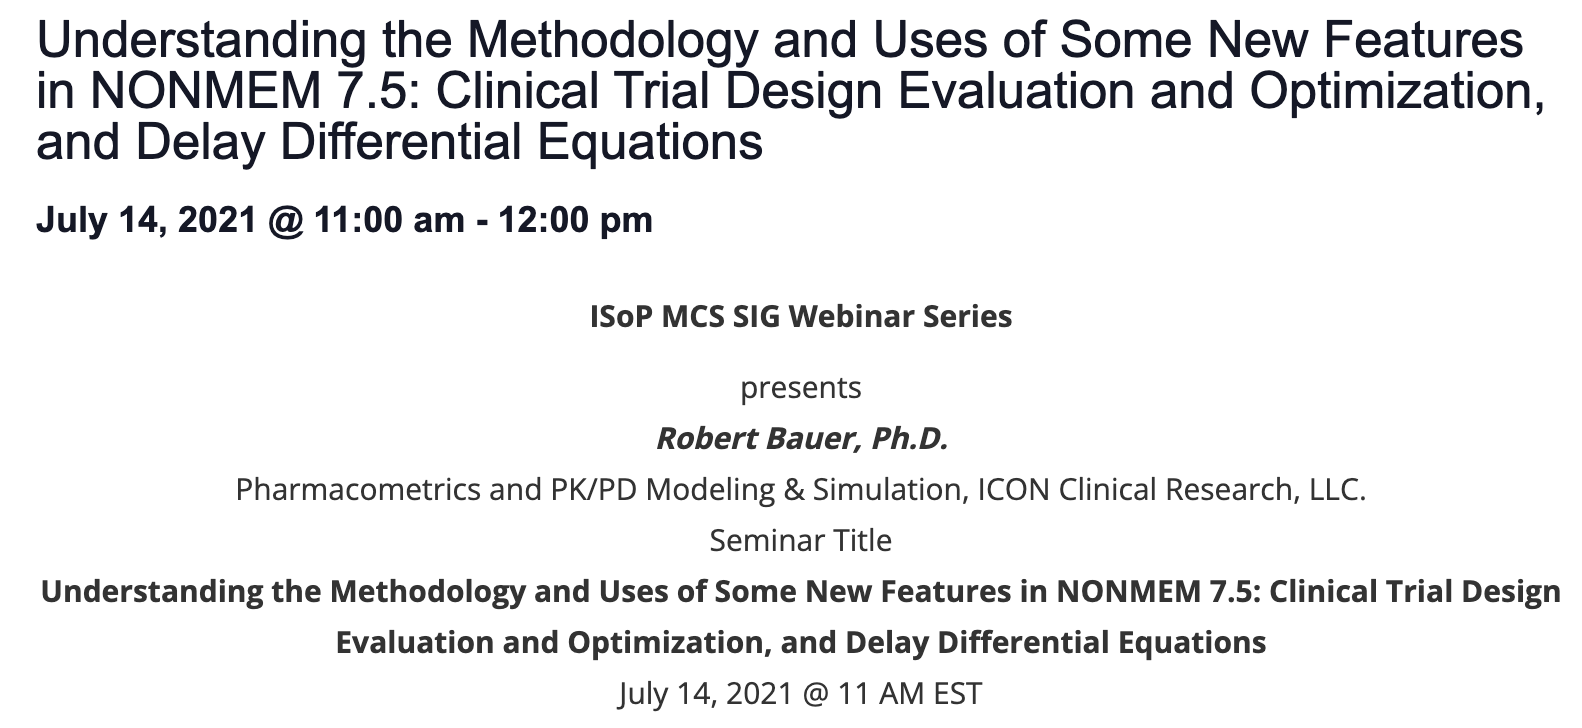 Understanding the Methodology and Uses of Some New Features
in NONMEM 7.5: Clinical Trial Design Evaluation and Optimization,
and Delay Differential Equations
July 14, 2021 @ 11:00 am - 12:00 pm
ISoP MCS SIG Webinar Series
presents
Robert Bauer, Ph.D.
Pharmacometrics and PK/PD Modeling & Simulation, ICON Clinical Research, LLC.
Seminar Title
Understanding the Methodology and Uses of Some New Features in NONMEM 7.5: Clinical Trial Design
Evaluation and Optimization, and Delay Differential Equations
July 14, 2021 @ 11 AM EST